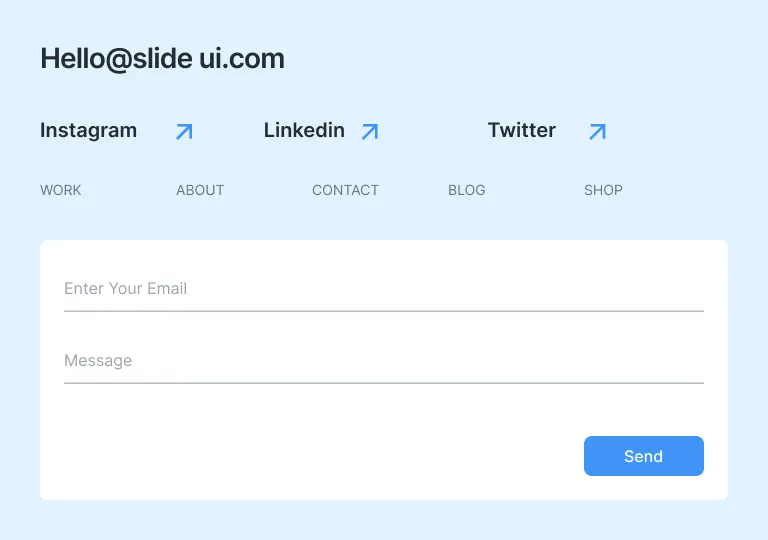 Hello@slide ui.com
Instagram Linkedin Twitter
WORK ABOUT CONTACT BLOG SHOP
Enter Your Email
Message
Send